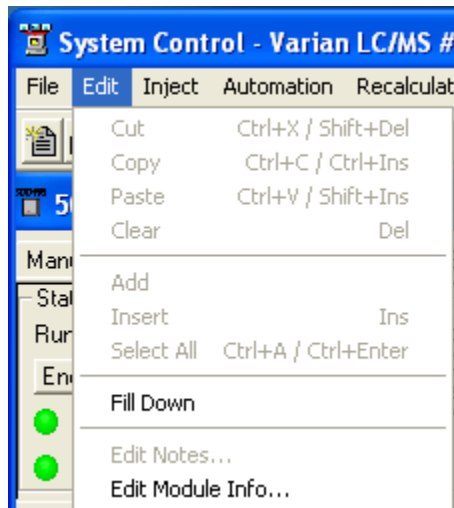 System Control - Varian LC/MS #
File Edit Inject Automation
Cut Ctrl+X / Shift+Del
Copy Ctrl+C / Ctrl+Ins
Paste Ctrl+V / Shift+Ins
Clear Del
Add
Insert Ins
Select All Ctrl+A / Ctrl+Enter
Fill Down
Edit Notes...
Edit Module Info...